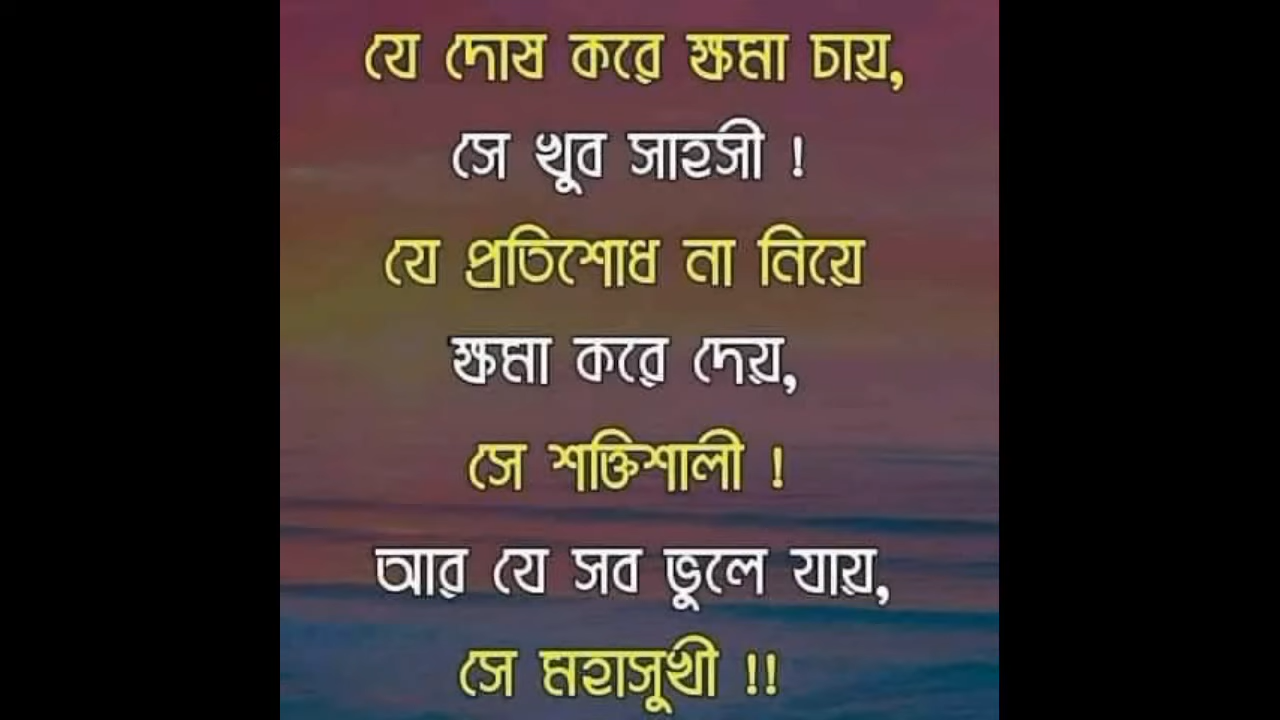 যে দোষ করে ক্ষমা চায়,
সে খুব সাহসী !
যে প্রতিশোধ না নিয়ে
ক্ষমা করে দেয়,
সে শক্তিশালী !
আর যে সব ভুলে যায়,
সে মহাসুখী !!